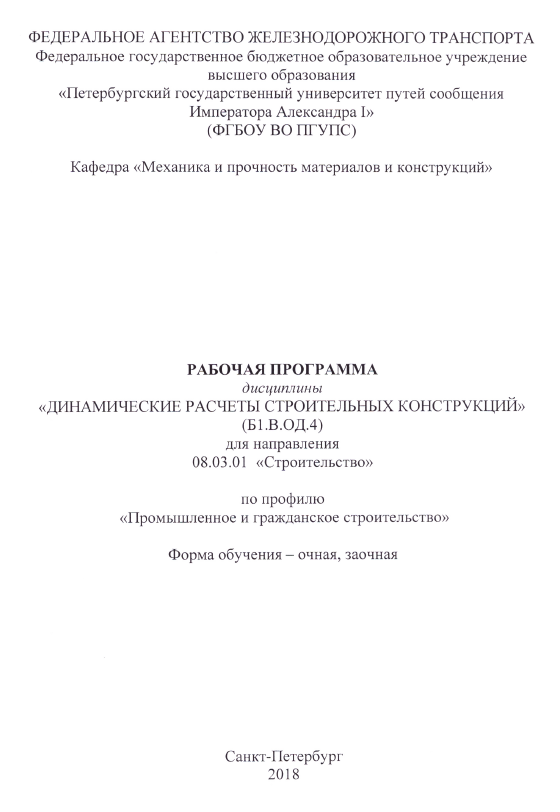 ФЕДЕРАЛЬНОЕ АГЕНТСТВО ЖЕЛЕЗНОДОРОЖНОГО ТРАНСПОРТА
Федеральное государственное бюджетное образовательное учреждение
высшего образования
«Петербургский государственный университет путей сообщения
Императора Александра I»
(ФГБОУ ВО ПГУПС)
Кафедра «Механика и прочность материалов и конструкций»
РАБОЧАЯ ПРОГРАММА
дисциплины
«ДИНАМИЧЕСКИЕ РАСЧЕТЫ СТРОИТЕЛЬНЫХ КОНСТРУКЦИЙ»
(Б1.В.ОД.4)
для направления
08.03.01 «Строительство»
по профилю
«Промышленное и гражданское строительство»
Форма обучения – очная, заочная
Санкт-Петербург
2018